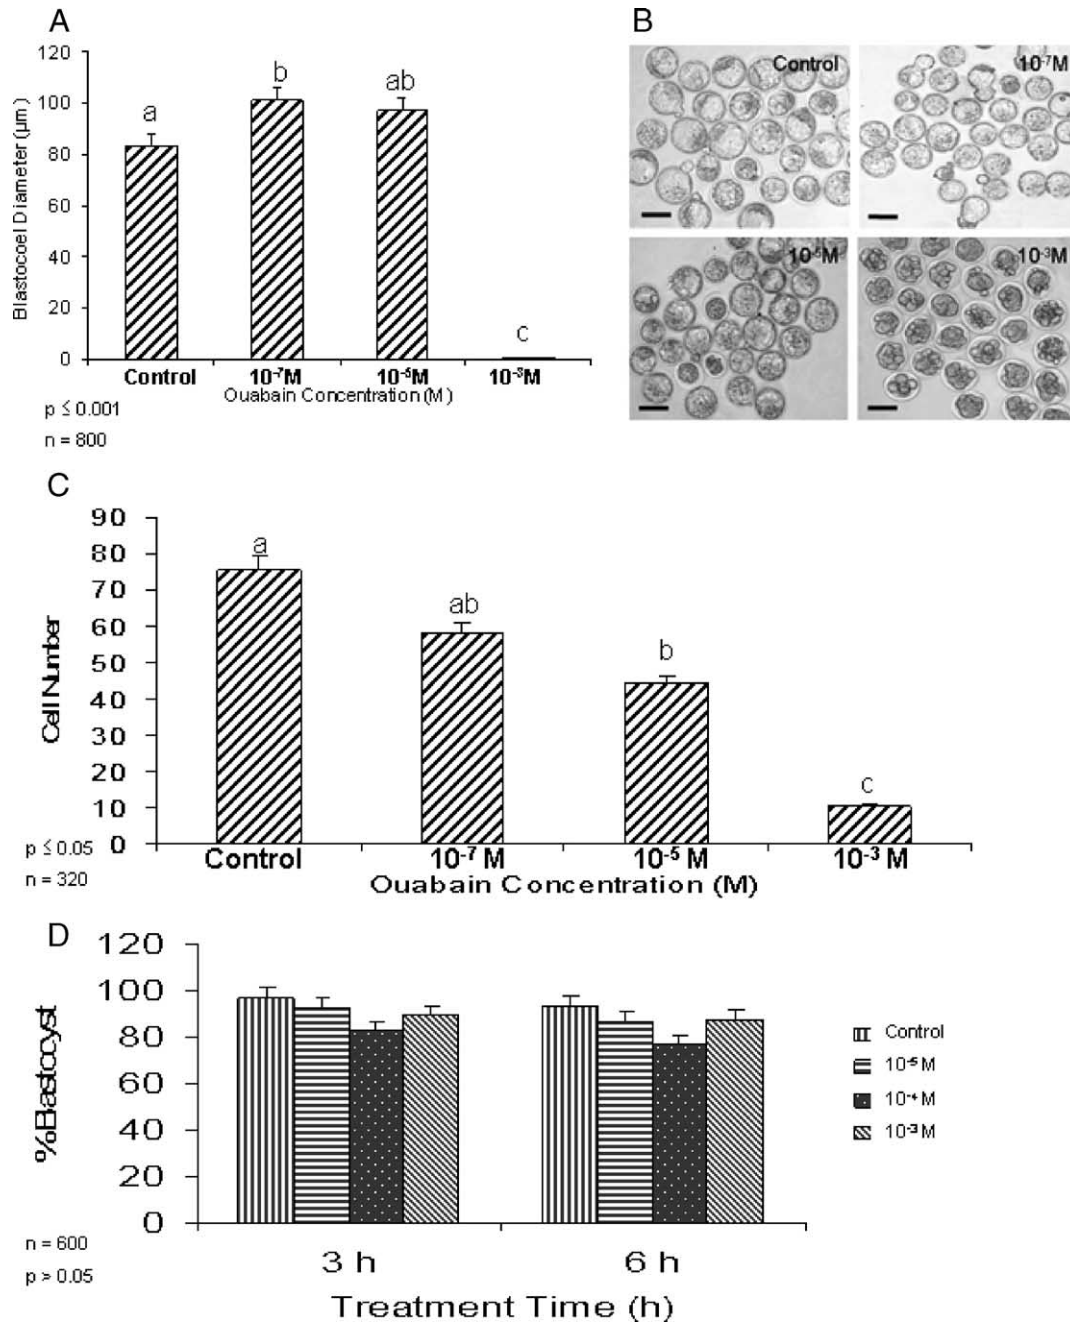 A
120
100
80
60
40
20
0
Blastocoel Diameter (µm)
a
b
ab
c
Control 10⁻⁷M 10⁻⁵M 10⁻³M
Ouabain Concentration (M)
p ≤ 0.001
n = 800
B
Control
10⁻⁷M
10⁻⁵M
10⁻³M
C
90
80
70
60
50
40
30
20
10
0
Cell Number
a
ab
b
c
Control 10⁻⁷ M 10⁻⁵ M 10⁻³ M
Ouabain Concentration (M)
p ≤ 0.05
n = 320
D
120
100
80
60
40
20
0
%Blastocyst
3 h 6 h
Treatment Time (h)
Control
10⁻⁵ M
10⁻⁴ M
10⁻³ M
n = 600
p > 0.05